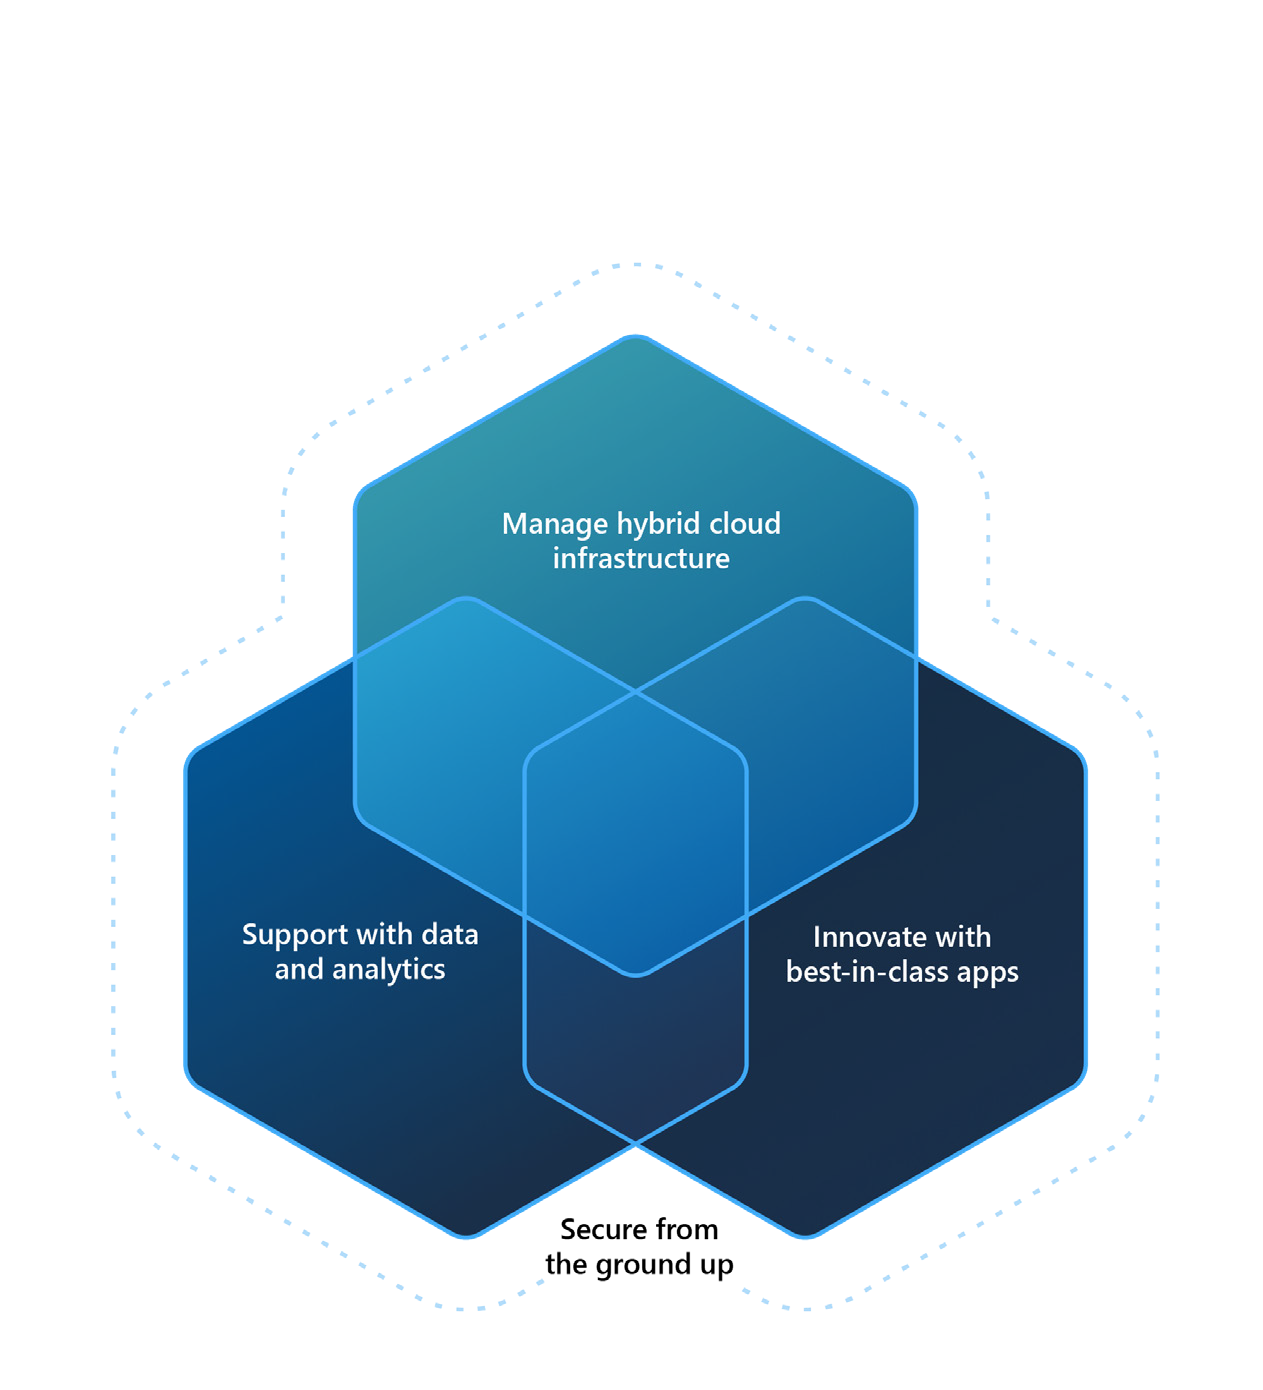 Manage hybrid cloud
infrastructure
Support with data
and analytics
Innovate with
best-in-class apps
Secure from
the ground up